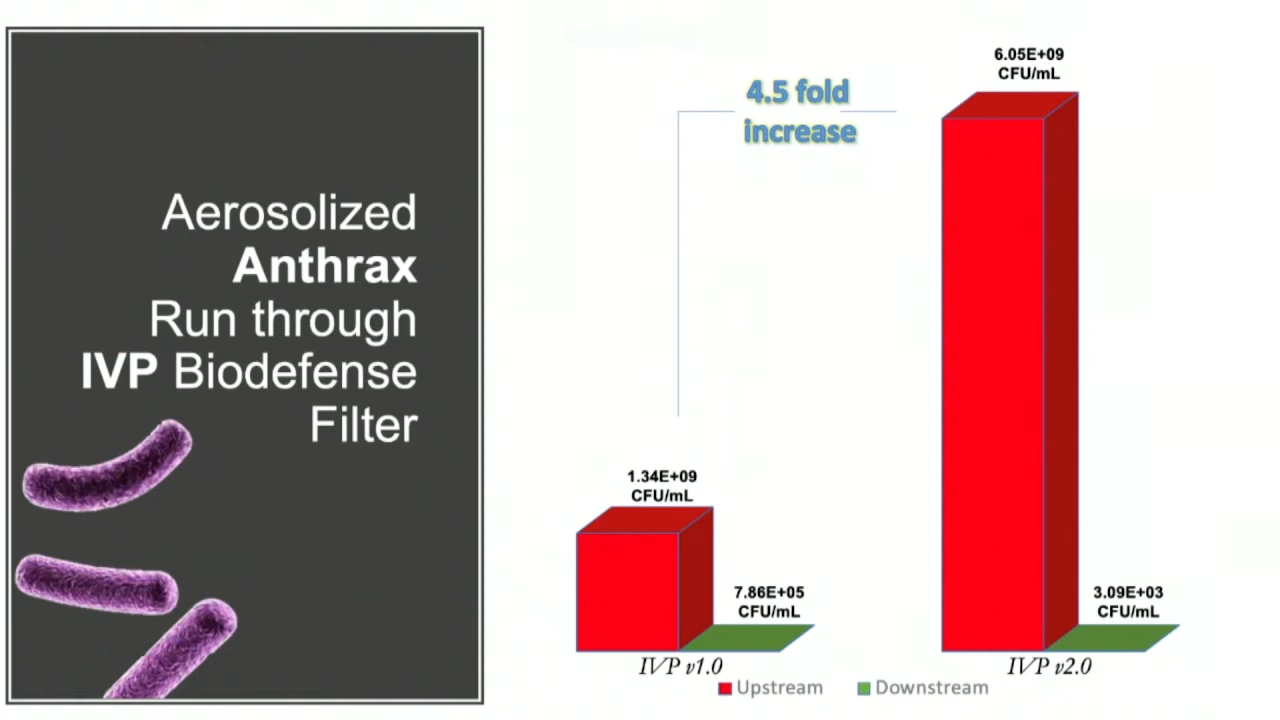 Aerosolized
Anthrax
Run through
IVP Biodefense
Filter
4.5 fold
increase
6.05E+09
CFU/mL
1.34E+09
CFU/mL
7.86E+05
CFU/mL
3.09E+03
CFU/mL
IVP v1.0
IVP v2.0
Upstream
Downstream